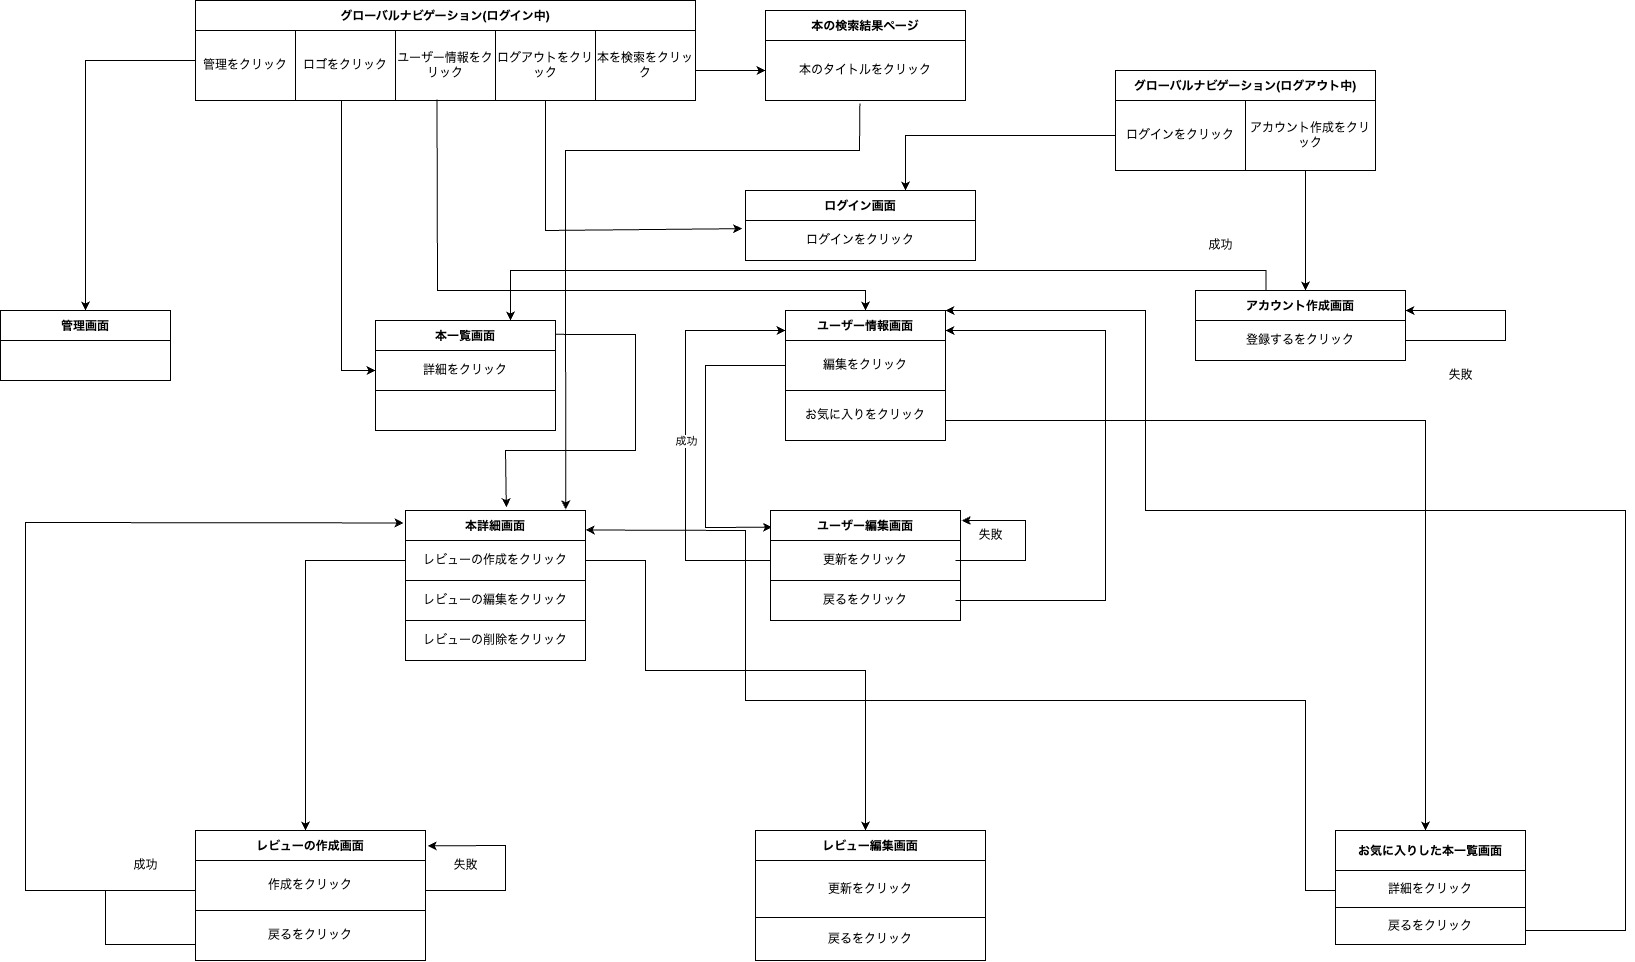 グローバルナビゲーション(ログイン中)
管理をクリック
ロゴをクリック
ユーザー情報をク
リック
ログアウトをクリ
ック
本を検索をクリッ
ク
本の検索結果ページ
本のタイトルをクリック
グローバルナビゲーション(ログアウト中)
ログインをクリック
アカウント作成をクリ
ック
ログイン画面
ログインをクリック
成功
管理画面
本一覧画面
詳細をクリック
ユーザー情報画面
編集をクリック
お気に入りをクリック
アカウント作成画面
登録するをクリック
失敗
成功
本詳細画面
レビューの作成をクリック
レビューの編集をクリック
レビューの削除をクリック
ユーザー編集画面
更新をクリック
戻るをクリック
失敗
成功
レビューの作成画面
作成をクリック
戻るをクリック
失敗
レビュー編集画面
更新をクリック
戻るをクリック
お気に入りした本一覧画面
詳細をクリック
戻るをクリック